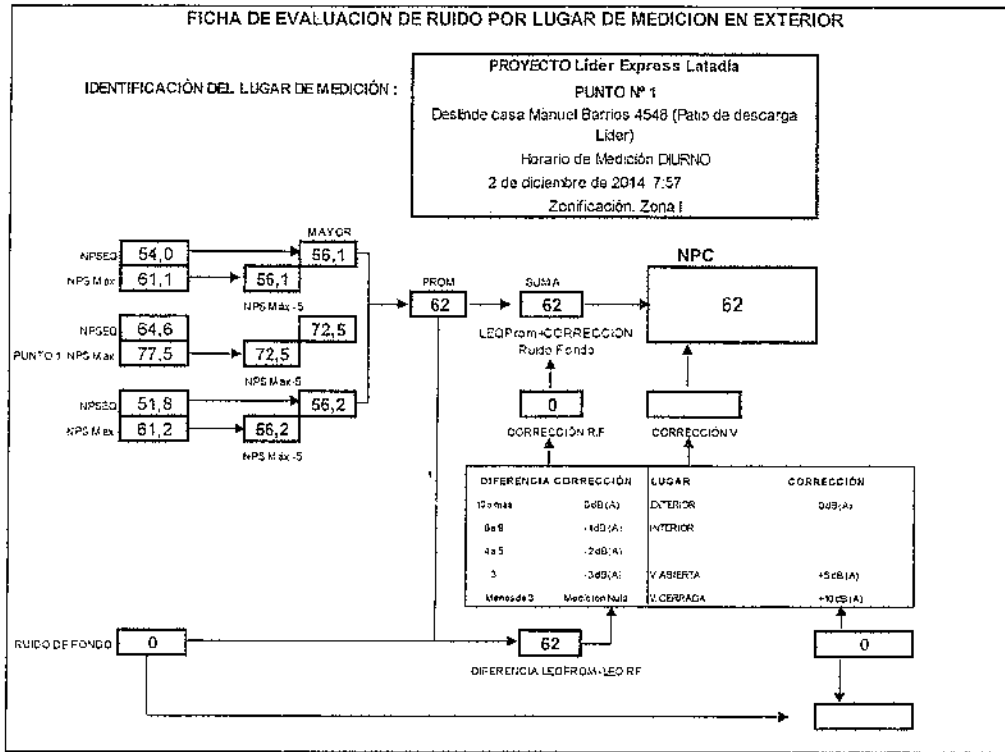 FICHA DE EVALUACION DE RUIDO POR LUGAR DE MEDICION EN EXTERIOR
IDENTIFICACIÓN DEL LUGAR DE MEDICIÓN :
PROYECTO Líder Express Latadía
PUNTO Nº 1
Deslinde casa Manuel Barrios 4548 (Patio de descarga
Lider)
Horario de Medición DIURNO
2 de diciembre de 2014 7:57
Zonificación. Zona I
MAYOR
NPSEQ 54,0 56,1
NPS Máx 61,1 56,1
NPS Máx-5
NPSEQ 64,6 72,5
PUNTO 1 NPS Max 77,5 72,5
NPS Max-5
NPSEQ 51,8 56,2
NPS Max 61,2 56,2
NPS Máx-5
PROM
62
SUMA
62
LEQProm+CORRECCIÓN
Ruido Fondo
NPC
62
0
CORRECCIÓN R.F
CORRECCIÓN V
DIFERENCIA CORRECCIÓN LUGAR CORRECCIÓN
10 o mas 0dB(A) EXTERIOR 0dB(A)
6 a 9 -1dB(A) INTERIOR
4 a 5 -2dB(A)
3 -3dB(A) V.ABIERTA +5dB(A)
Menos de 3 Medicion Nula V. CERRADA +10dB(A)
RUIDO DE FONDO 0
62
DIFERENCIA LEQPROM-LEQ RF
0